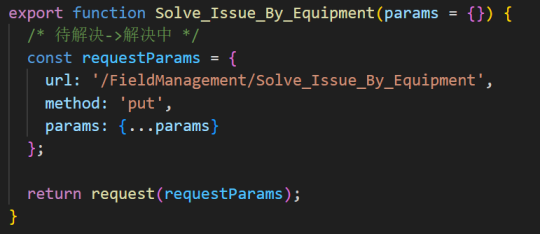 export function Solve_Issue_By_Equipment(params = {}) {
  /* 待解决->解决中 */
  const requestParams = {
    url: '/FieldManagement/Solve_Issue_By_Equipment',
    method: 'put',
    params: {...params}
  };

  return request(requestParams);
}